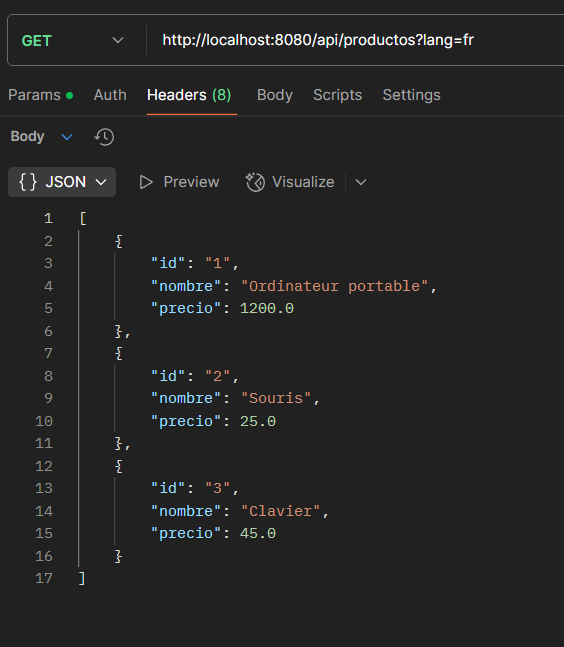 GET http://localhost:8080/api/productos?lang=fr
Params Auth Headers (8) Body Scripts Settings
Body
{} JSON Preview Visualize
1 [
2 {
3 "id": "1",
4 "nombre": "Ordinateur portable",
5 "precio": 1200.0
6 },
7 {
8 "id": "2",
9 "nombre": "Souris",
10 "precio": 25.0
11 },
12 {
13 "id": "3",
14 "nombre": "Clavier",
15 "precio": 45.0
16 }
17 ]